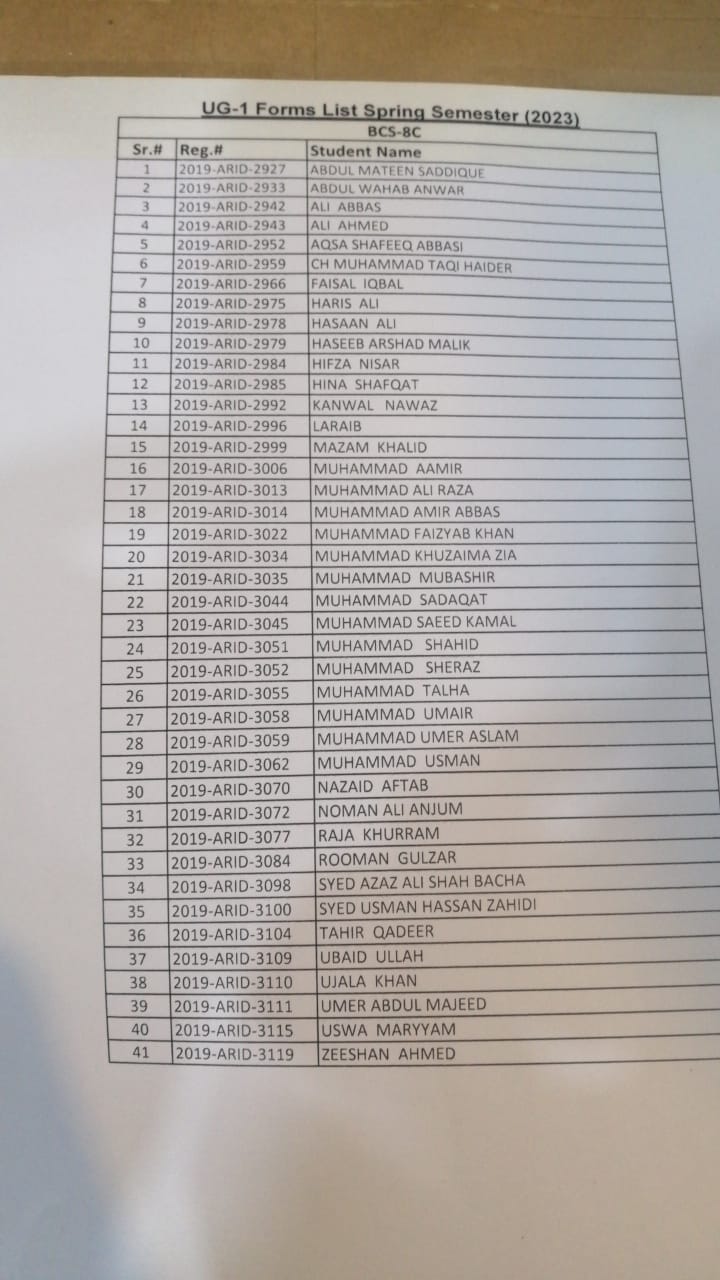 UG-1 Forms List Spring Semester (2023)
BCS-8C
Sr.# Reg.# Student Name
1 2019-ARID-2927 ABDUL MATEEN SADDIQUE
2 2019-ARID-2933 ABDUL WAHAB ANWAR
3 2019-ARID-2942 ALI ABBAS
4 2019-ARID-2943 ALI AHMED
5 2019-ARID-2952 AQSA SHAFEEQ ABBASI
6 2019-ARID-2959 CH MUHAMMAD TAQI HAIDER
7 2019-ARID-2966 FAISAL IQBAL
8 2019-ARID-2975 HARIS ALI
9 2019-ARID-2978 HASAAN ALI
10 2019-ARID-2979 HASEEB ARSHAD MALIK
11 2019-ARID-2984 HIFZA NISAR
12 2019-ARID-2985 HINA SHAFQAT
13 2019-ARID-2992 KANWAL NAWAZ
14 2019-ARID-2996 LARAIB
15 2019-ARID-2999 MAZAM KHALID
16 2019-ARID-3006 MUHAMMAD AAMIR
17 2019-ARID-3013 MUHAMMAD ALI RAZA
18 2019-ARID-3014 MUHAMMAD AMIR ABBAS
19 2019-ARID-3022 MUHAMMAD FAIZYAB KHAN
20 2019-ARID-3034 MUHAMMAD KHUZAIMA ZIA
21 2019-ARID-3035 MUHAMMAD MUBASHIR
22 2019-ARID-3044 MUHAMMAD SADAQAT
23 2019-ARID-3045 MUHAMMAD SAEED KAMAL
24 2019-ARID-3051 MUHAMMAD SHAHID
25 2019-ARID-3052 MUHAMMAD SHERAZ
26 2019-ARID-3055 MUHAMMAD TALHA
27 2019-ARID-3058 MUHAMMAD UMAIR
28 2019-ARID-3059 MUHAMMAD UMER ASLAM
29 2019-ARID-3062 MUHAMMAD USMAN
30 2019-ARID-3070 NAZAID AFTAB
31 2019-ARID-3072 NOMAN ALI ANJUM
32 2019-ARID-3077 RAJA KHURRAM
33 2019-ARID-3084 ROOMAN GULZAR
34 2019-ARID-3098 SYED AZAZ ALI SHAH BACHA
35 2019-ARID-3100 SYED USMAN HASSAN ZAHIDI
36 2019-ARID-3104 TAHIR QADEER
37 2019-ARID-3109 UBAID ULLAH
38 2019-ARID-3110 UJALA KHAN
39 2019-ARID-3111 UMER ABDUL MAJEED
40 2019-ARID-3115 USWA MARYYAM
41 2019-ARID-3119 ZEESHAN AHMED